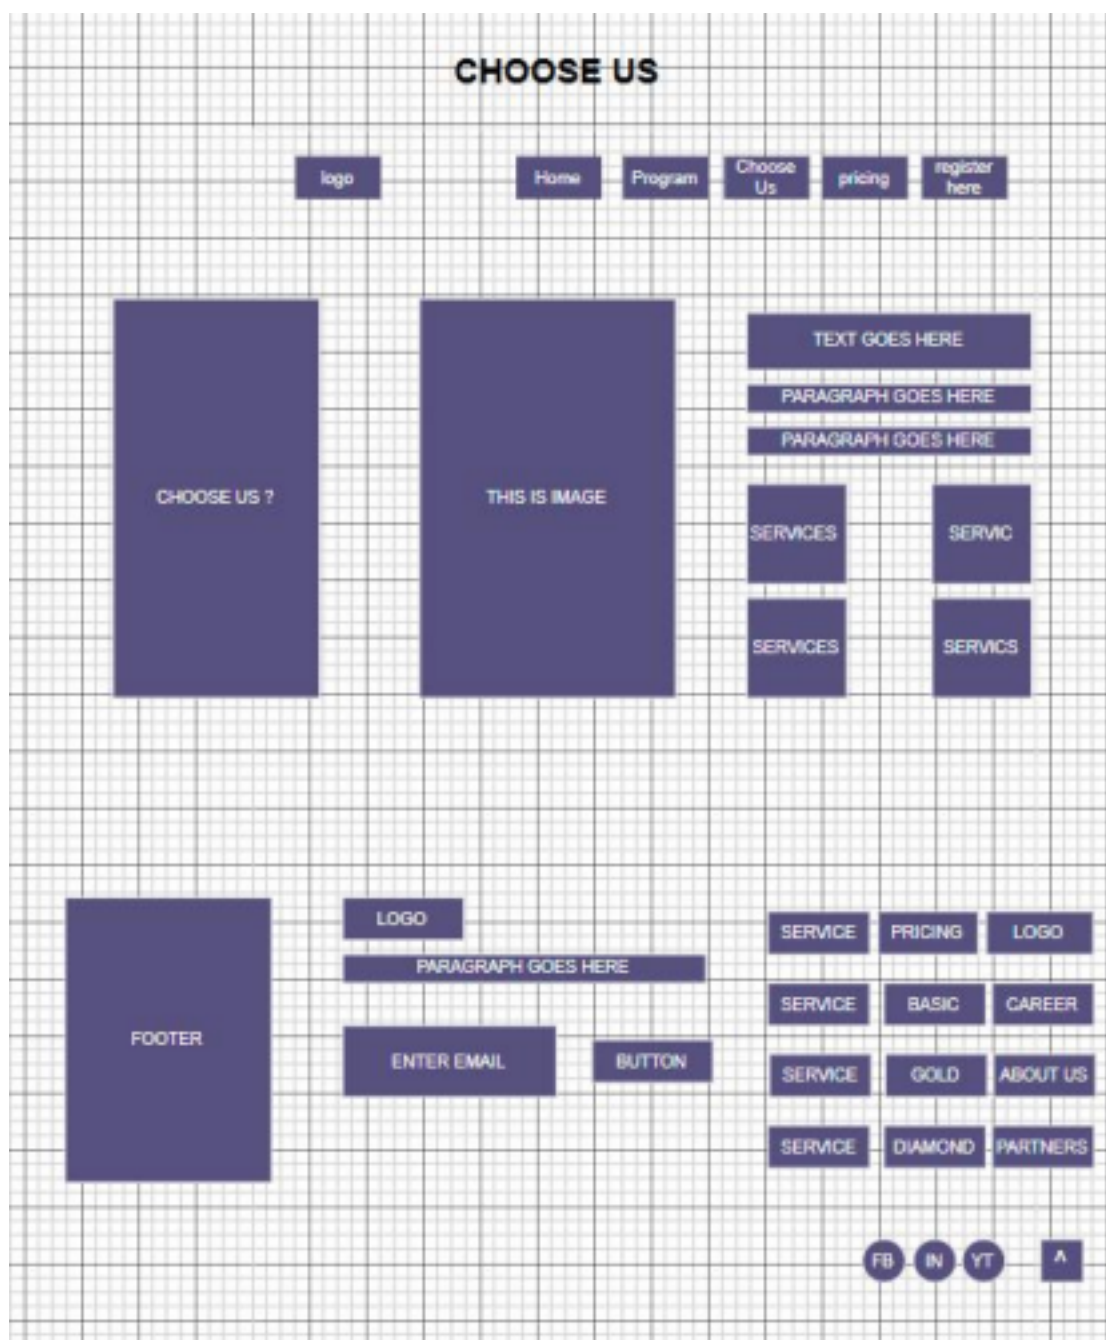 CHOOSE US
logo
Home
Program
Choose
Us
pricing
register
here
CHOOSE US ?
THIS IS IMAGE
TEXT GOES HERE
PARAGRAPH GOES HERE
PARAGRAPH GOES HERE
SERVICES
SERVIC
SERVICES
SERVICS
FOOTER
LOGO
PARAGRAPH GOES HERE
ENTER EMAIL
BUTTON
SERVICE
PRICING
LOGO
SERVICE
BASIC
CAREER
SERVICE
GOLD
ABOUT US
SERVICE
DIAMOND
PARTNERS
FB
IN
YT
^